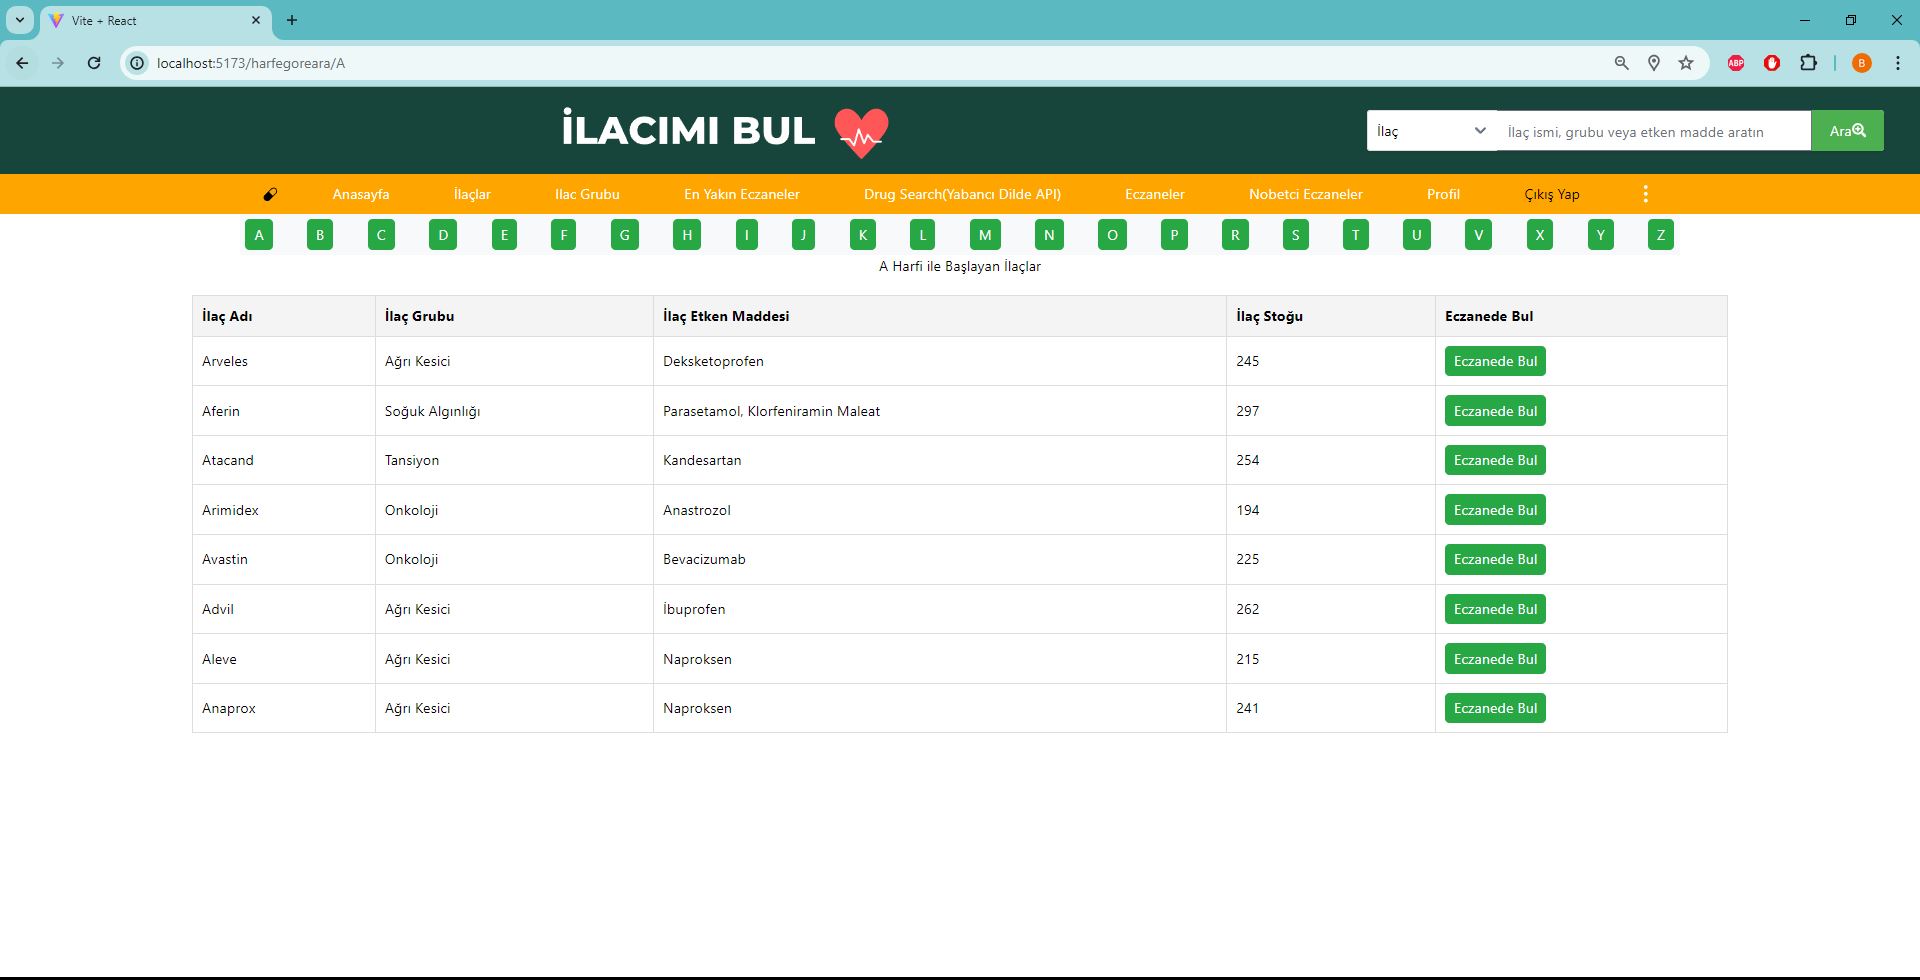 Vite + React
localhost:5173/harfegoreara/A
ABP
B
İLACIMI BUL
İlaç
İlaç ismi, grubu veya etken madde aratın
Ara
Anasayfa İlaçlar Ilac Grubu En Yakın Eczaneler Drug Search(Yabancı Dilde API) Eczaneler Nobetci Eczaneler Profil Çıkış Yap
A B C D E F G H I J K L M N O P R S T U V X Y Z
A Harfi ile Başlayan İlaçlar
İlaç Adı İlaç Grubu İlaç Etken Maddesi İlaç Stoğu Eczanede Bul
Arveles Ağrı Kesici Deksketoprofen 245 Eczanede Bul
Aferin Soğuk Algınlığı Parasetamol, Klorfeniramin Maleat 297 Eczanede Bul
Atacand Tansiyon Kandesartan 254 Eczanede Bul
Arimidex Onkoloji Anastrozol 194 Eczanede Bul
Avastin Onkoloji Bevacizumab 225 Eczanede Bul
Advil Ağrı Kesici İbuprofen 262 Eczanede Bul
Aleve Ağrı Kesici Naproksen 215 Eczanede Bul
Anaprox Ağrı Kesici Naproksen 241 Eczanede Bul